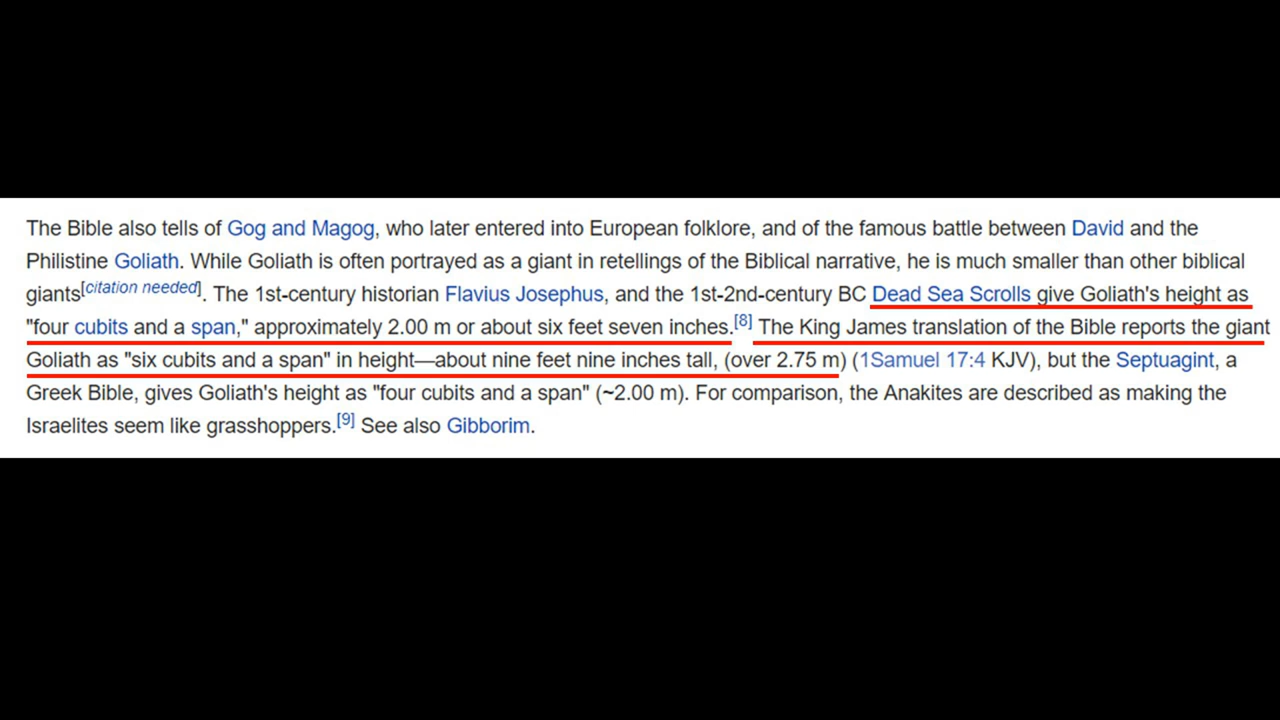 The Bible also tells of Gog and Magog, who later entered into European folklore, and of the famous battle between David and the
Philistine Goliath. While Goliath is often portrayed as a giant in retellings of the Biblical narrative, he is much smaller than other biblical
giants[citation needed]. The 1st-century historian Flavius Josephus, and the 1st-2nd-century BC Dead Sea Scrolls give Goliath's height as
"four cubits and a span," approximately 2.00 m or about six feet seven inches.[8] The King James translation of the Bible reports the giant
Goliath as "six cubits and a span" in height—about nine feet nine inches tall, (over 2.75 m) (1Samuel 17:4 KJV), but the Septuagint, a
Greek Bible, gives Goliath's height as "four cubits and a span" (~2.00 m). For comparison, the Anakites are described as making the
Israelites seem like grasshoppers.[9] See also Gibborim.